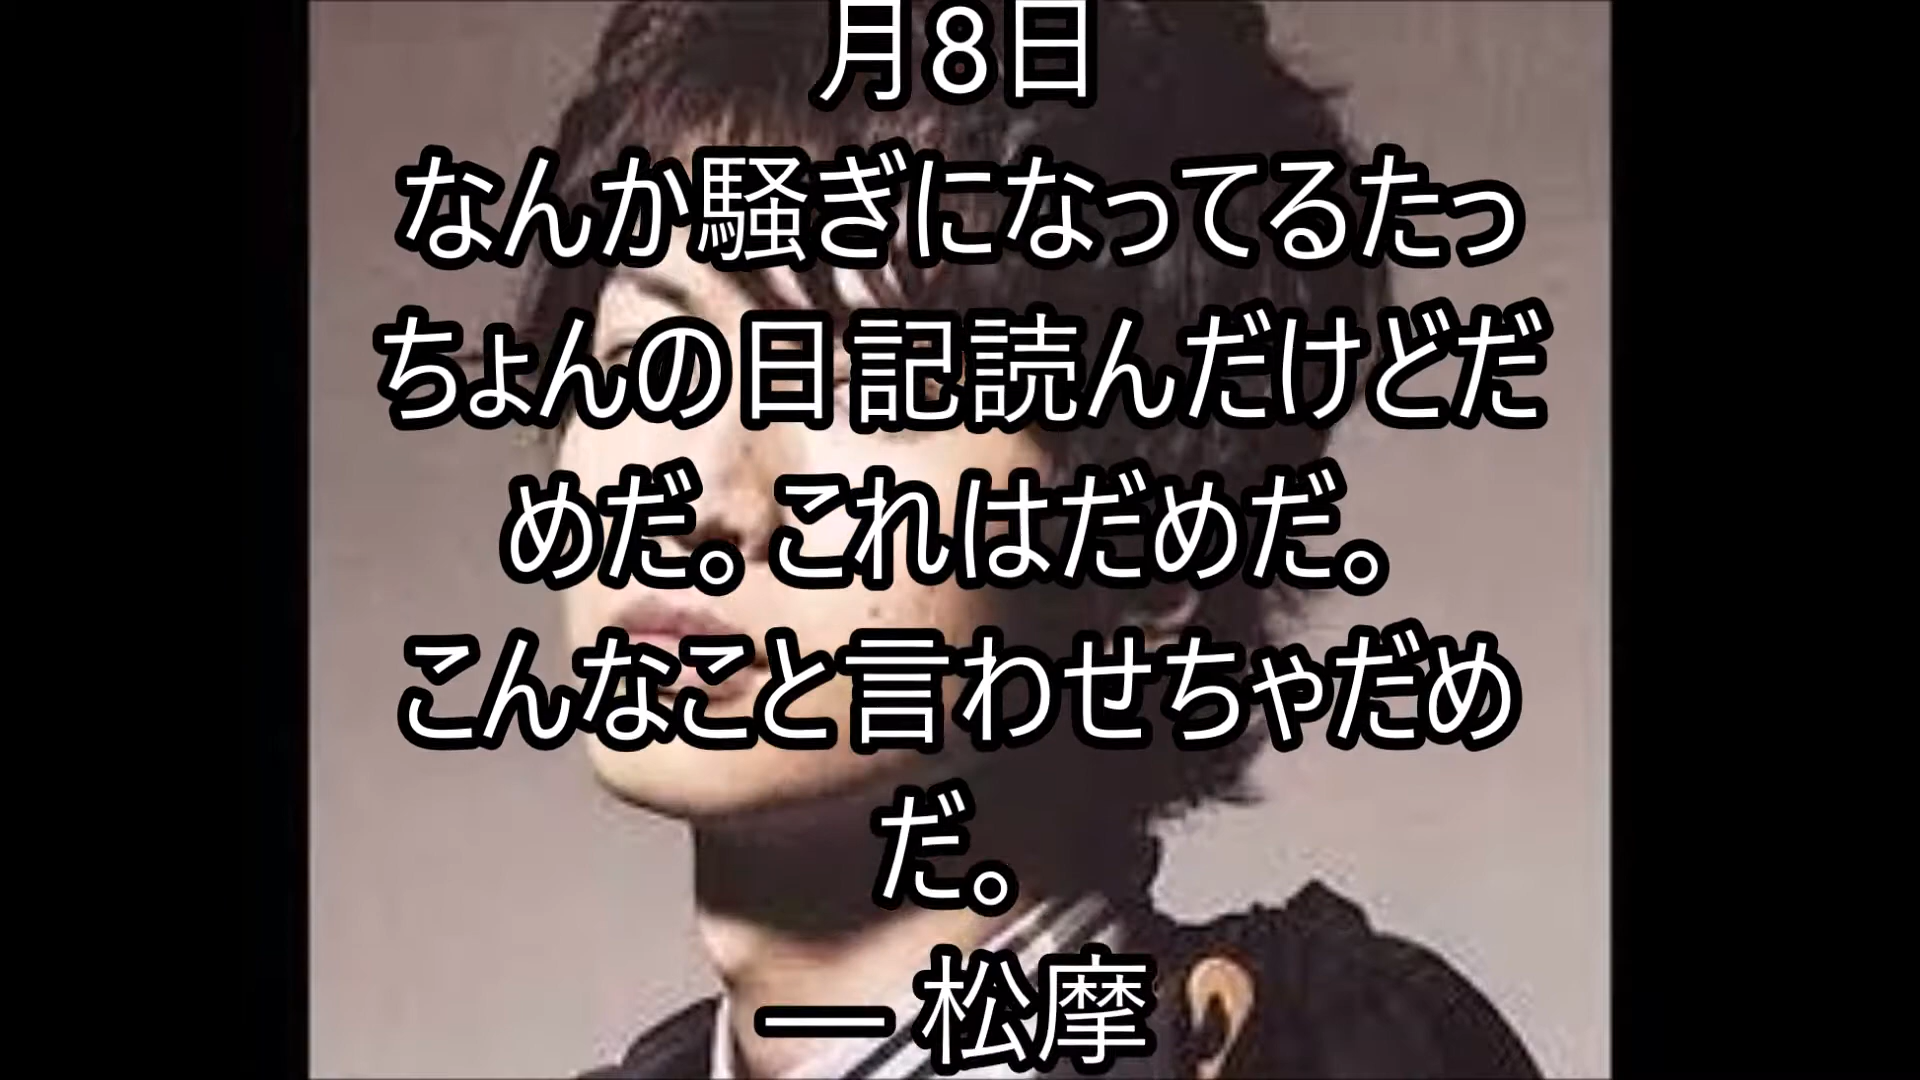 月8日
なんか騒ぎになってるたっ
ちょんの日記読んだけどだ
めだ。これはだめだ。
こんなこと言わせちゃだめ
だ。
— 松摩